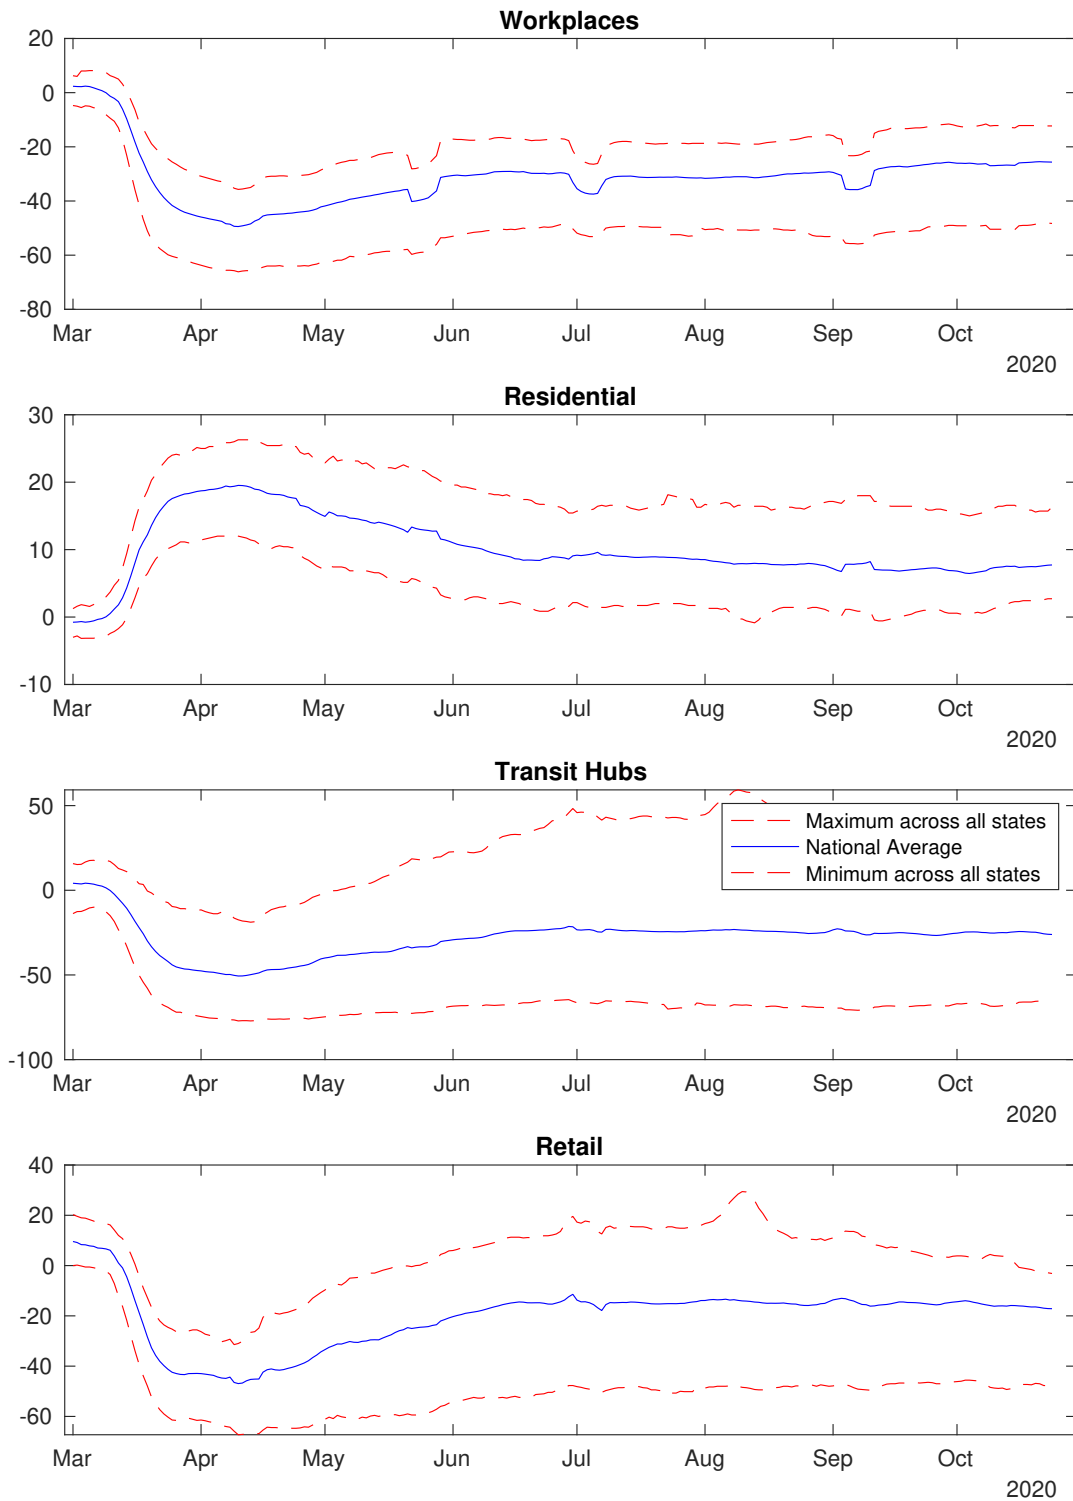 Workplaces
20
0
-20
-40
-60
-80
Mar Apr May Jun Jul Aug Sep Oct
2020
Residential
30
20
10
0
-10
Mar Apr May Jun Jul Aug Sep Oct
2020
Transit Hubs
50
0
-50
-100
Maximum across all states
National Average
Minimum across all states
Mar Apr May Jun Jul Aug Sep Oct
2020
Retail
40
20
0
-20
-40
-60
Mar Apr May Jun Jul Aug Sep Oct
2020